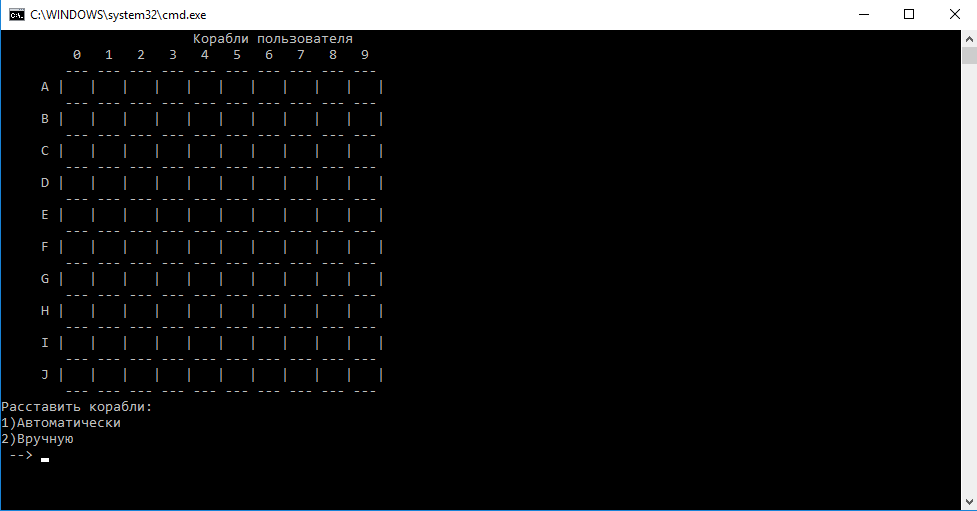 C:\WINDOWS\system32\cmd.exe
Корабли пользователя
0 1 2 3 4 5 6 7 8 9
--- --- --- --- --- --- --- --- --- ---
A | | | | | | | | | | |
--- --- --- --- --- --- --- --- --- ---
B | | | | | | | | | | |
--- --- --- --- --- --- --- --- --- ---
C | | | | | | | | | | |
--- --- --- --- --- --- --- --- --- ---
D | | | | | | | | | | |
--- --- --- --- --- --- --- --- --- ---
E | | | | | | | | | | |
--- --- --- --- --- --- --- --- --- ---
F | | | | | | | | | | |
--- --- --- --- --- --- --- --- --- ---
G | | | | | | | | | | |
--- --- --- --- --- --- --- --- --- ---
H | | | | | | | | | | |
--- --- --- --- --- --- --- --- --- ---
I | | | | | | | | | | |
--- --- --- --- --- --- --- --- --- ---
J | | | | | | | | | | |
--- --- --- --- --- --- --- --- --- ---
Расставить корабли:
1)Автоматически
2)Вручную
--> _